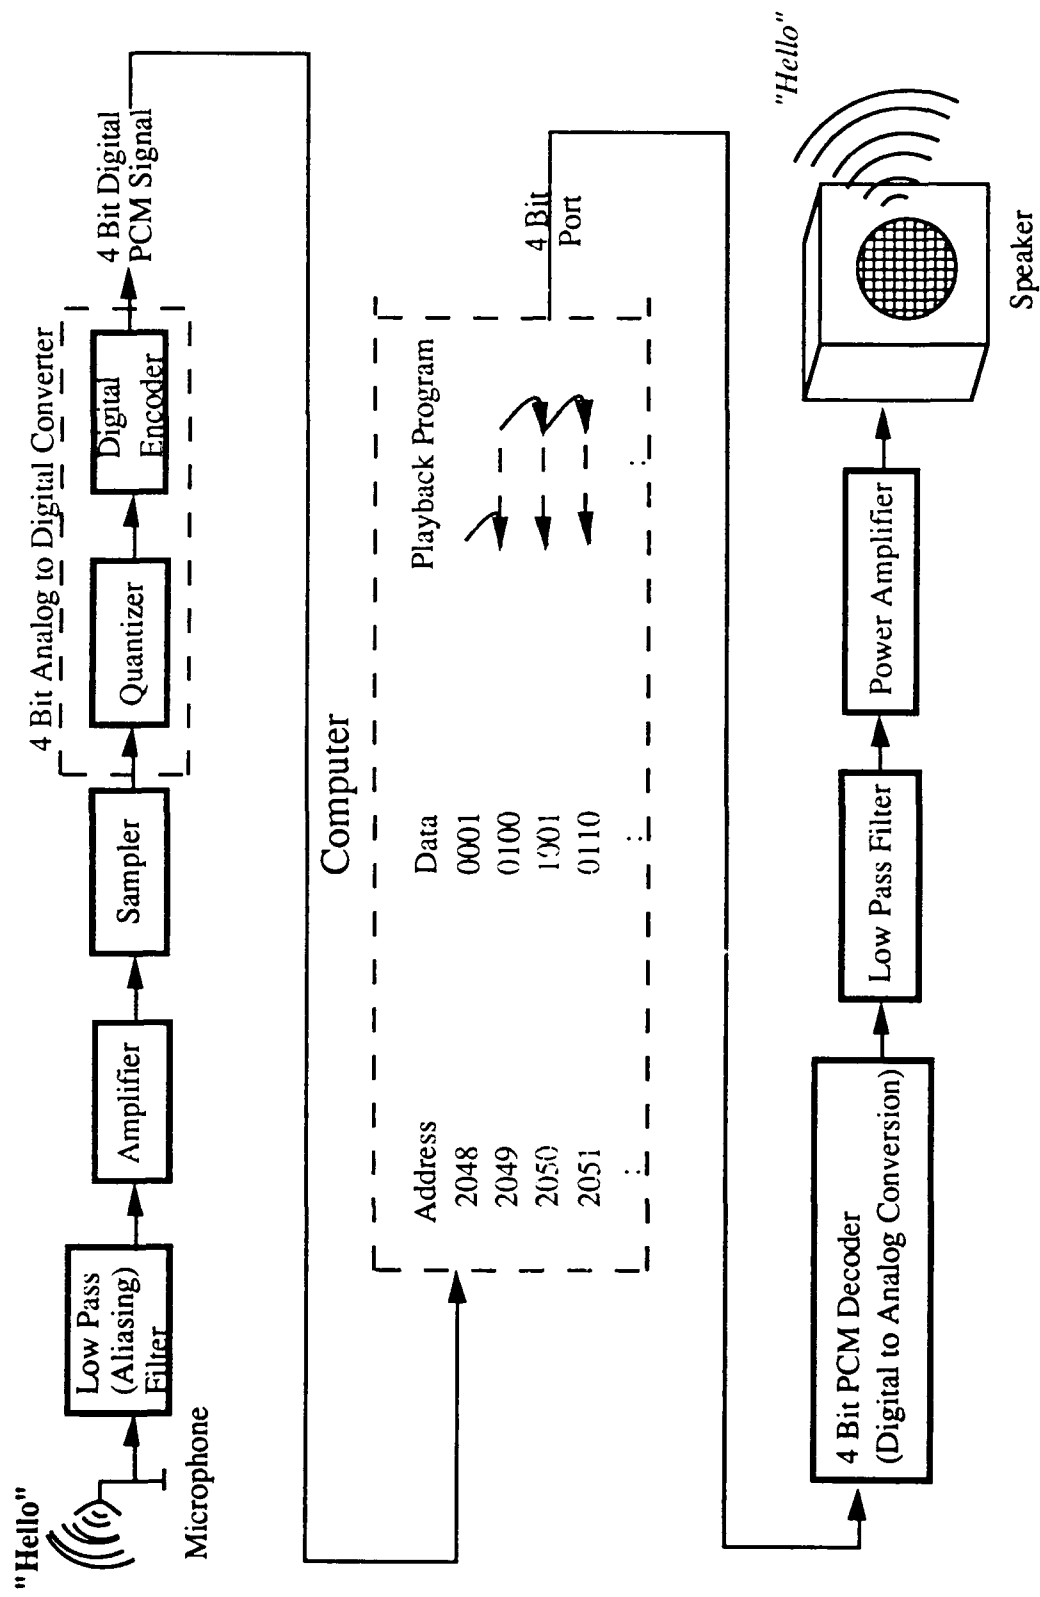 "Hello"
Microphone
Low Pass
(Aliasing)
Filter
Amplifier
Sampler
4 Bit Analog to Digital Converter
Quantizer
Digital
Encoder
4 Bit Digital
PCM Signal
Computer
Address Data Playback Program
2048 0001
2049 0100
2050 1001
2051 0110
4 Bit
Port
4 Bit PCM Decoder
(Digital to Analog Conversion)
Low Pass Filter
Power Amplifier
Speaker
"Hello"